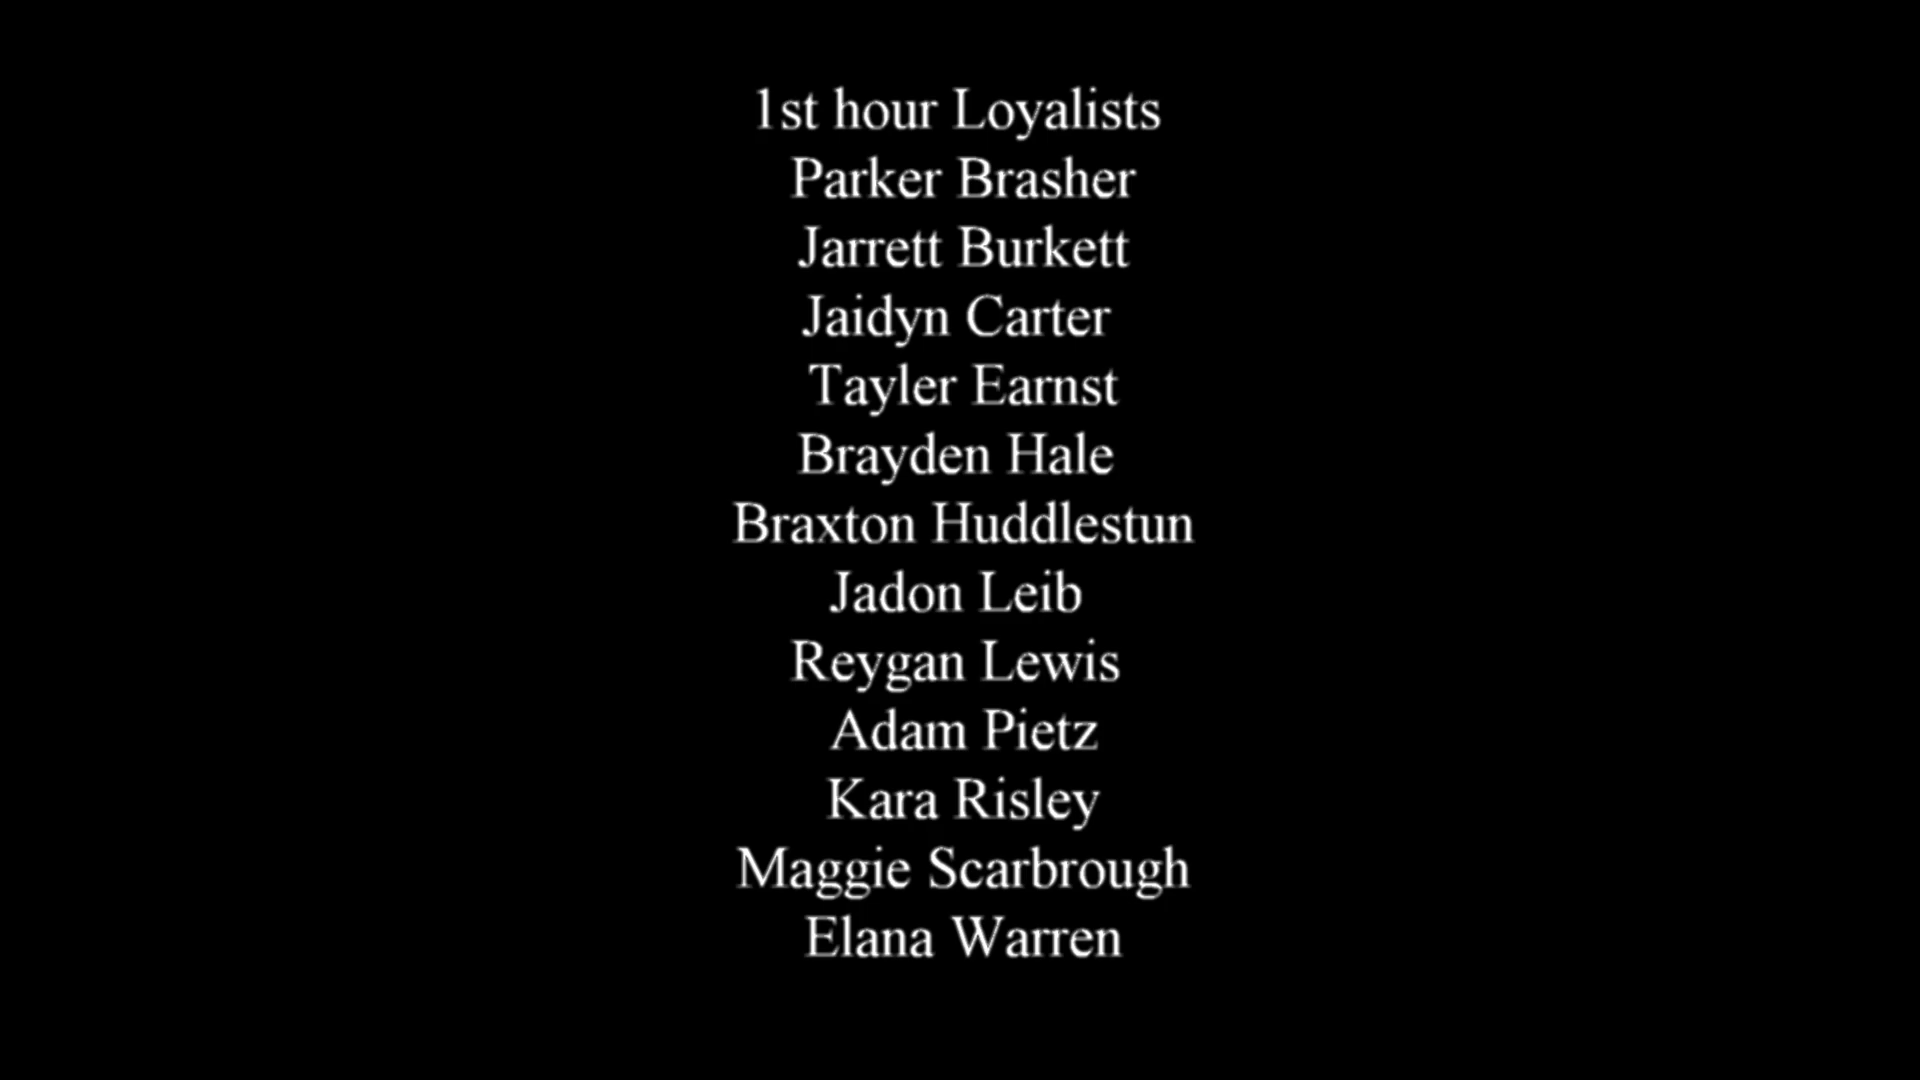 1st hour Loyalists
Parker Brasher
Jarrett Burkett
Jaidyn Carter
Tayler Earnst
Brayden Hale
Braxton Huddlestun
Jadon Leib
Reygan Lewis
Adam Pietz
Kara Risley
Maggie Scarbrough
Elana Warren